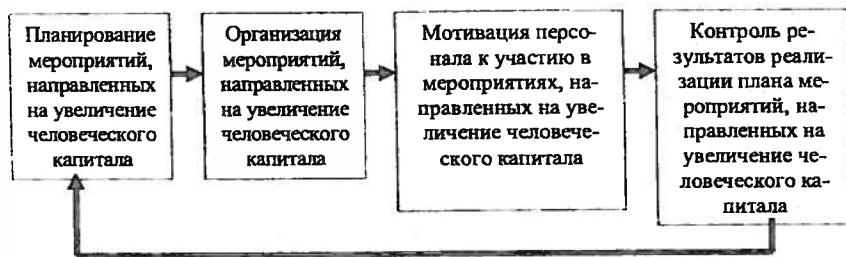 Планирование
мероприятий,
направленных
на увеличение
человеческого
капитала
Организация
мероприятий,
направленных
на увеличение
человеческого
капитала
Мотивация персо-
нала к участию в
мероприятиях, на-
правленных на уве-
личение человече-
ского капитала
Контроль ре-
зультатов реали-
зации плана ме-
роприятий, на-
правленных на
увеличение че-
ловеческого ка-
питала